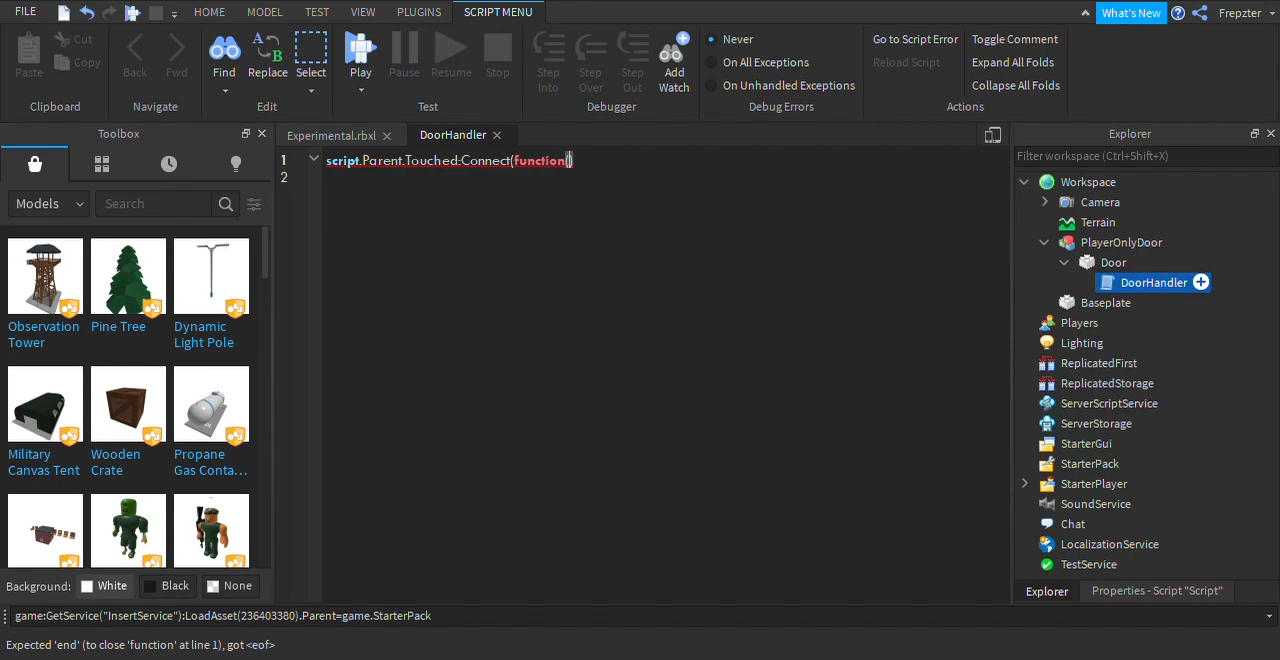 FILE HOME MODEL TEST VIEW PLUGINS SCRIPT MENU What's New Frepzter
Paste Cut Copy
Clipboard
Back Fwd
Navigate
Find Replace Select
A B
Edit
Play Pause Resume Stop
Test
Step Into Step Over Step Out Add Watch
Debugger
Never
On All Exceptions
On Unhandled Exceptions
Debug Errors
Go to Script Error Toggle Comment
Reload Script Expand All Folds
Collapse All Folds
Actions
Toolbox
Models Search
Observation Tower
Pine Tree
Dynamic Light Pole
Military Canvas Tent
Wooden Crate
Propane Gas Conta...
Background: White Black None
Experimental.rbxl DoorHandler
1 script.Parent.Touched:Connect(function()
2
Explorer
Filter workspace (Ctrl+Shift+X)
Workspace
Camera
Terrain
PlayerOnlyDoor
Door
DoorHandler
Baseplate
Players
Lighting
ReplicatedFirst
ReplicatedStorage
ServerScriptService
ServerStorage
StarterGui
StarterPack
StarterPlayer
SoundService
Chat
LocalizationService
TestService
Explorer Properties - Script "Script"
game:GetService("InsertService"):LoadAsset(236403380).Parent=game.StarterPack
Expected 'end' (to close 'function' at line 1), got <eof>